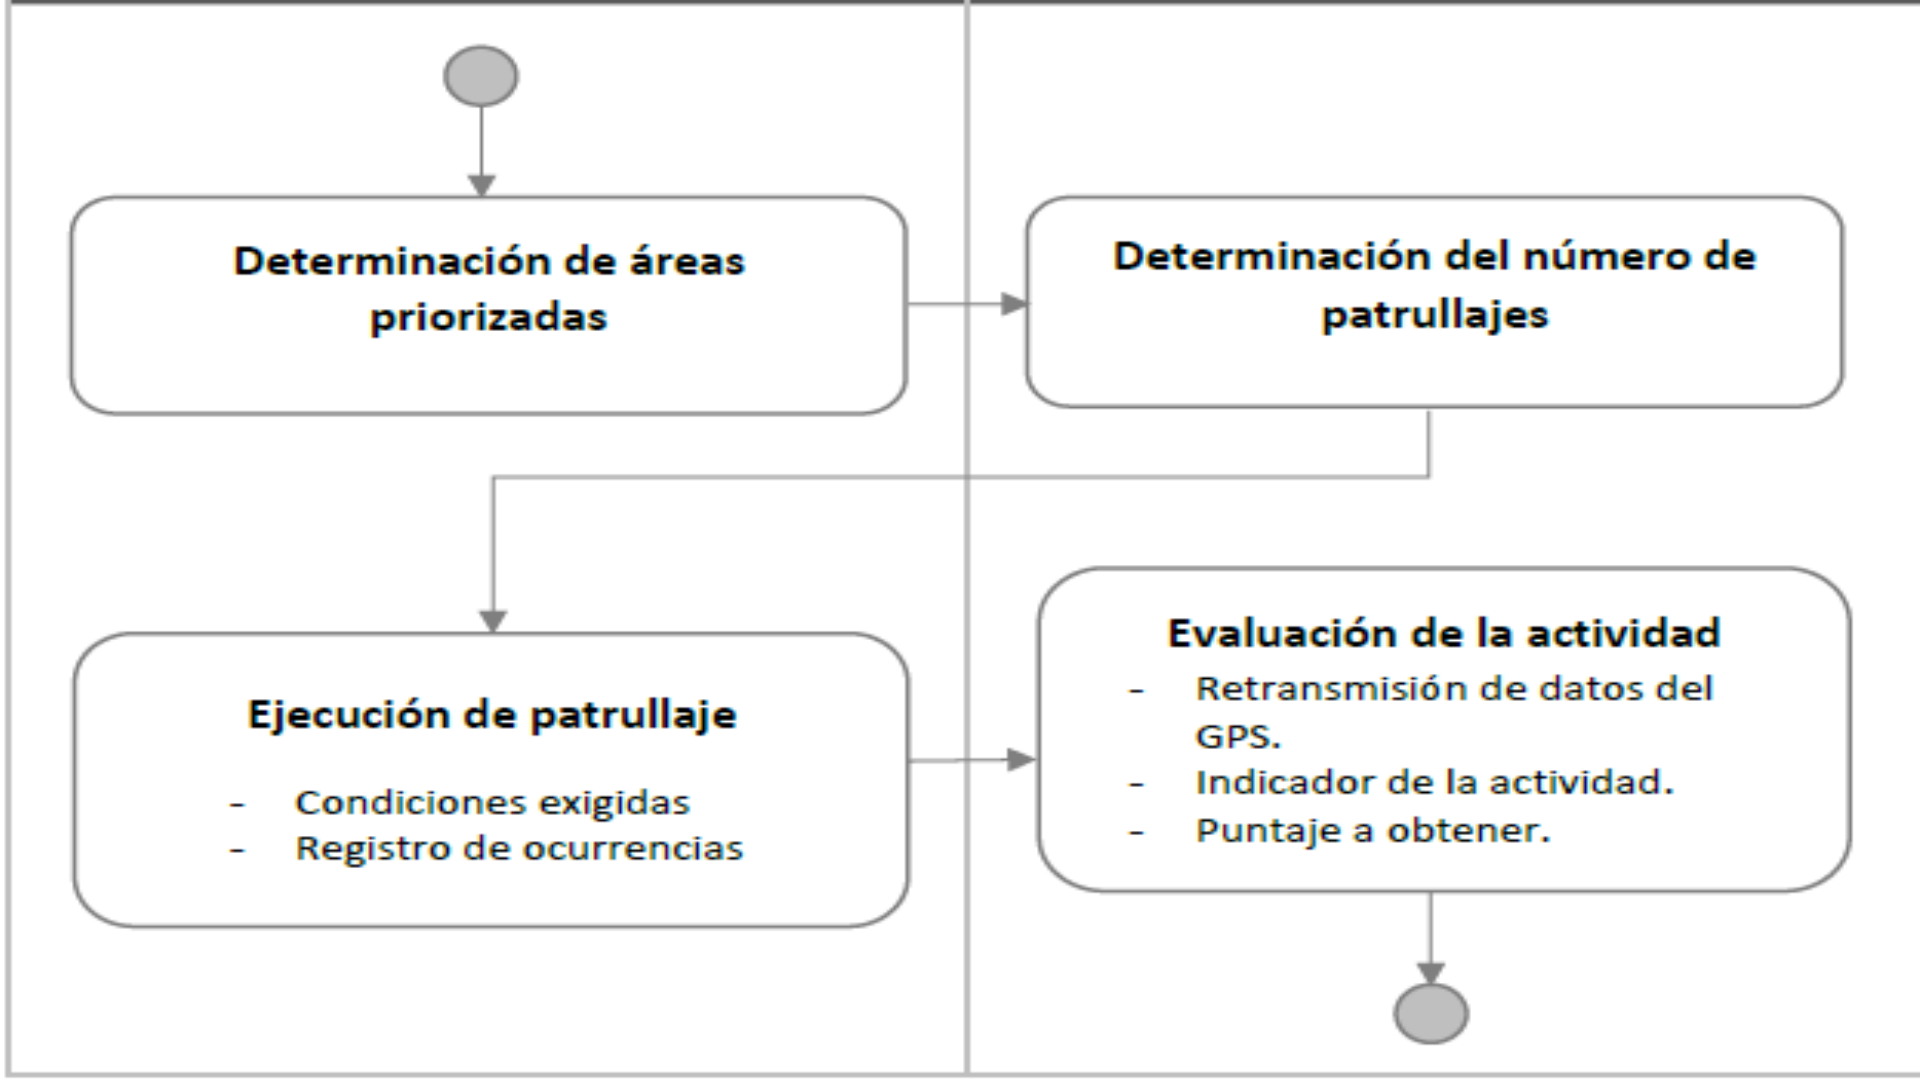 Determinación de áreas
priorizadas
Determinación del número de
patrullajes
Ejecución de patrullaje
- Condiciones exigidas
- Registro de ocurrencias
Evaluación de la actividad
- Retransmisión de datos del
GPS.
- Indicador de la actividad.
- Puntaje a obtener.